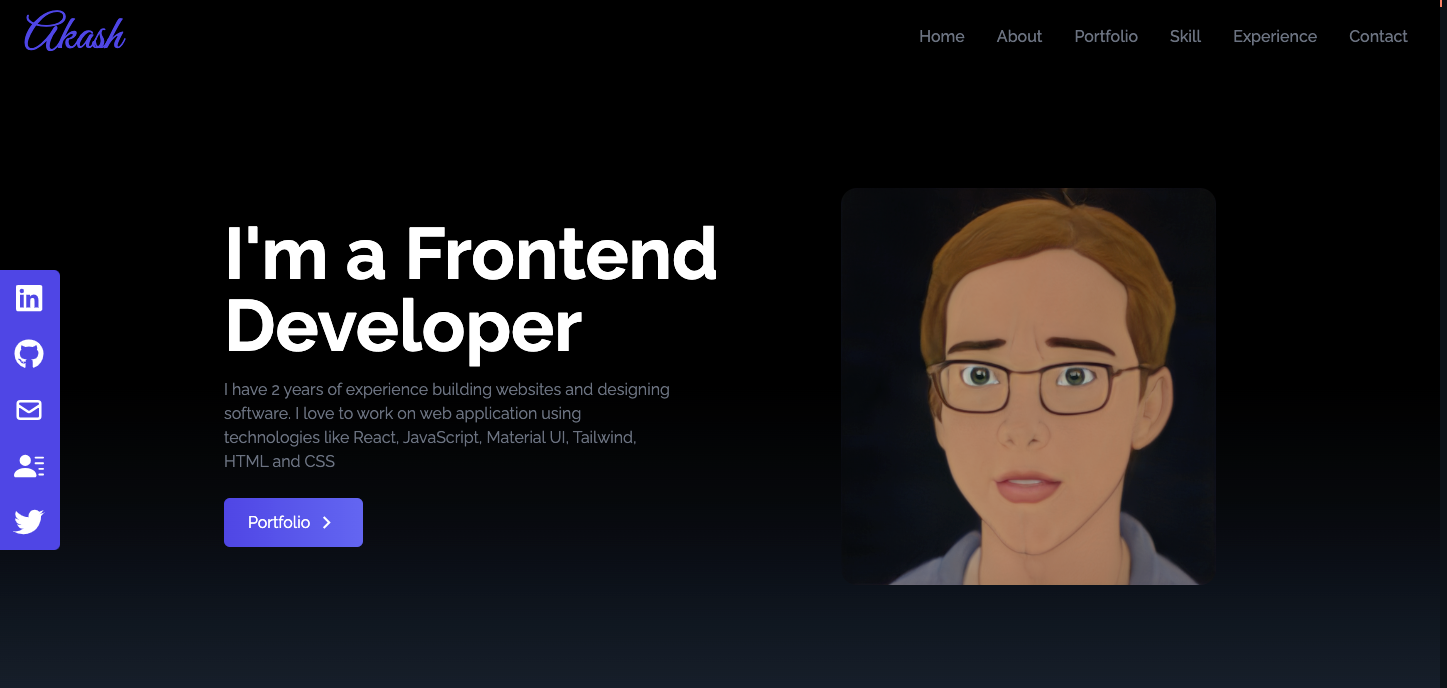 Akash
Home About Portfolio Skill Experience Contact
I'm a Frontend
Developer
I have 2 years of experience building websites and designing
software. I love to work on web application using
technologies like React, JavaScript, Material UI, Tailwind,
HTML and CSS
Portfolio